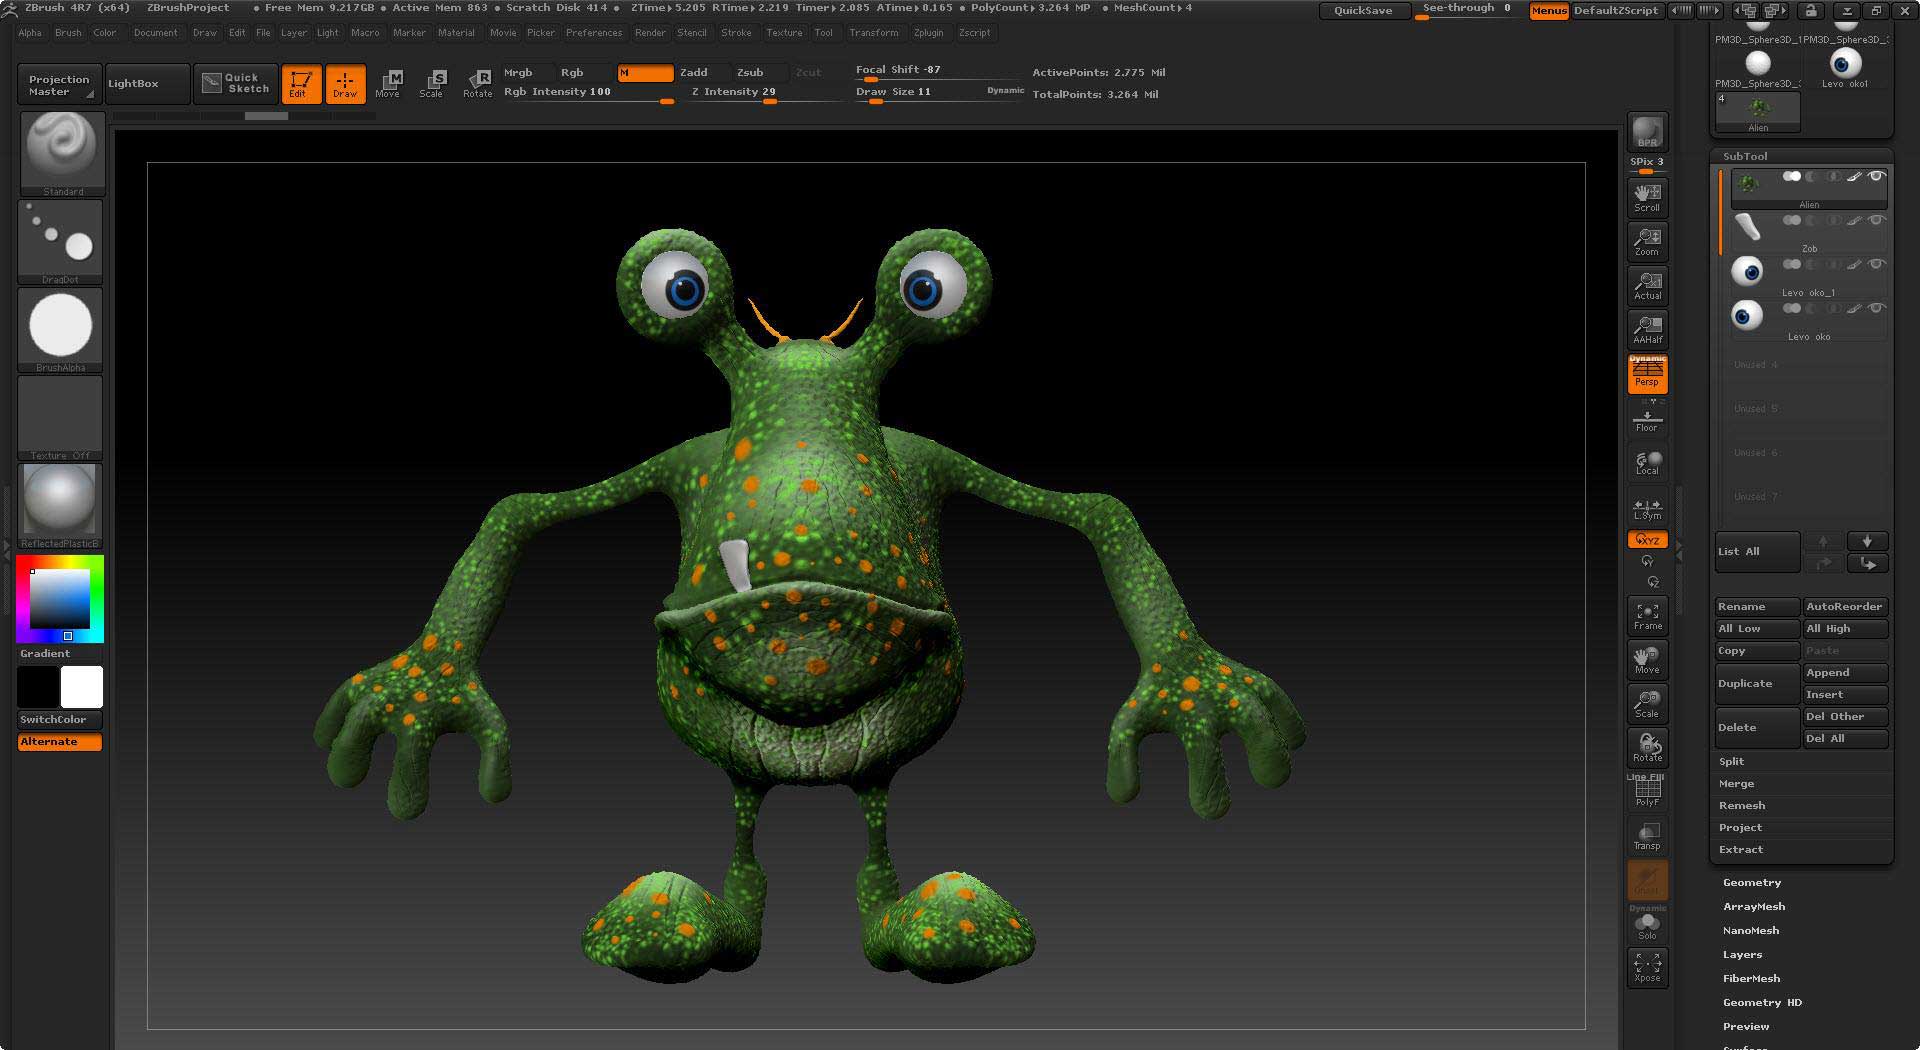 ZBrush 4R7 (x64) ZBrushProject • Free Mem 9.217GB • Active Mem 863 • Scratch Disk 414 • ZTime▸5.205 RTime▸2.219 Timer▸2.085 ATime▸0.165 • PolyCount▸3.264 MP • MeshCount▸4 QuickSave See-through 0 Menus DefaultZScript
Alpha Brush Color Document Draw Edit File Layer Light Macro Marker Material Movie Picker Preferences Render Stencil Stroke Texture Tool Transform Zplugin Zscript
Projection Master
LightBox
Quick Sketch
Edit
Draw
M
Move
S
Scale
R
Rotate
Mrgb Rgb M Zadd Zsub Zcut
Rgb Intensity 100 Z Intensity 29
Focal Shift -87
Draw Size 11 Dynamic
ActivePoints: 2.775 Mil
TotalPoints: 3.264 Mil
Standard
DragDot
BrushAlpha
Texture Off
ReflectedPlasticB
Gradient
SwitchColor
Alternate
BPR
SPix 3
Scroll
Zoom
Actual
AAHalf
Dynamic
Persp
Floor
Local
L.Sym
XYZ
Y
Z
Frame
Move
Scale
Rotate
Line Fill
PolyF
Transp
Ghost
Dynamic
Solo
Xpose
PM3D_Sphere3D_1 PM3D_Sphere3D_
PM3D_Sphere3D_ Levo oko1
4
Alien
SubTool
Alien
Zob
Levo oko_1
Levo oko
Unused 4
Unused 5
Unused 6
Unused 7
List All
Rename AutoReorder
All Low All High
Copy Paste
Duplicate Append
Insert
Delete Del Other
Del All
Split
Merge
Remesh
Project
Extract
Geometry
ArrayMesh
NanoMesh
Layers
FiberMesh
Geometry HD
Preview